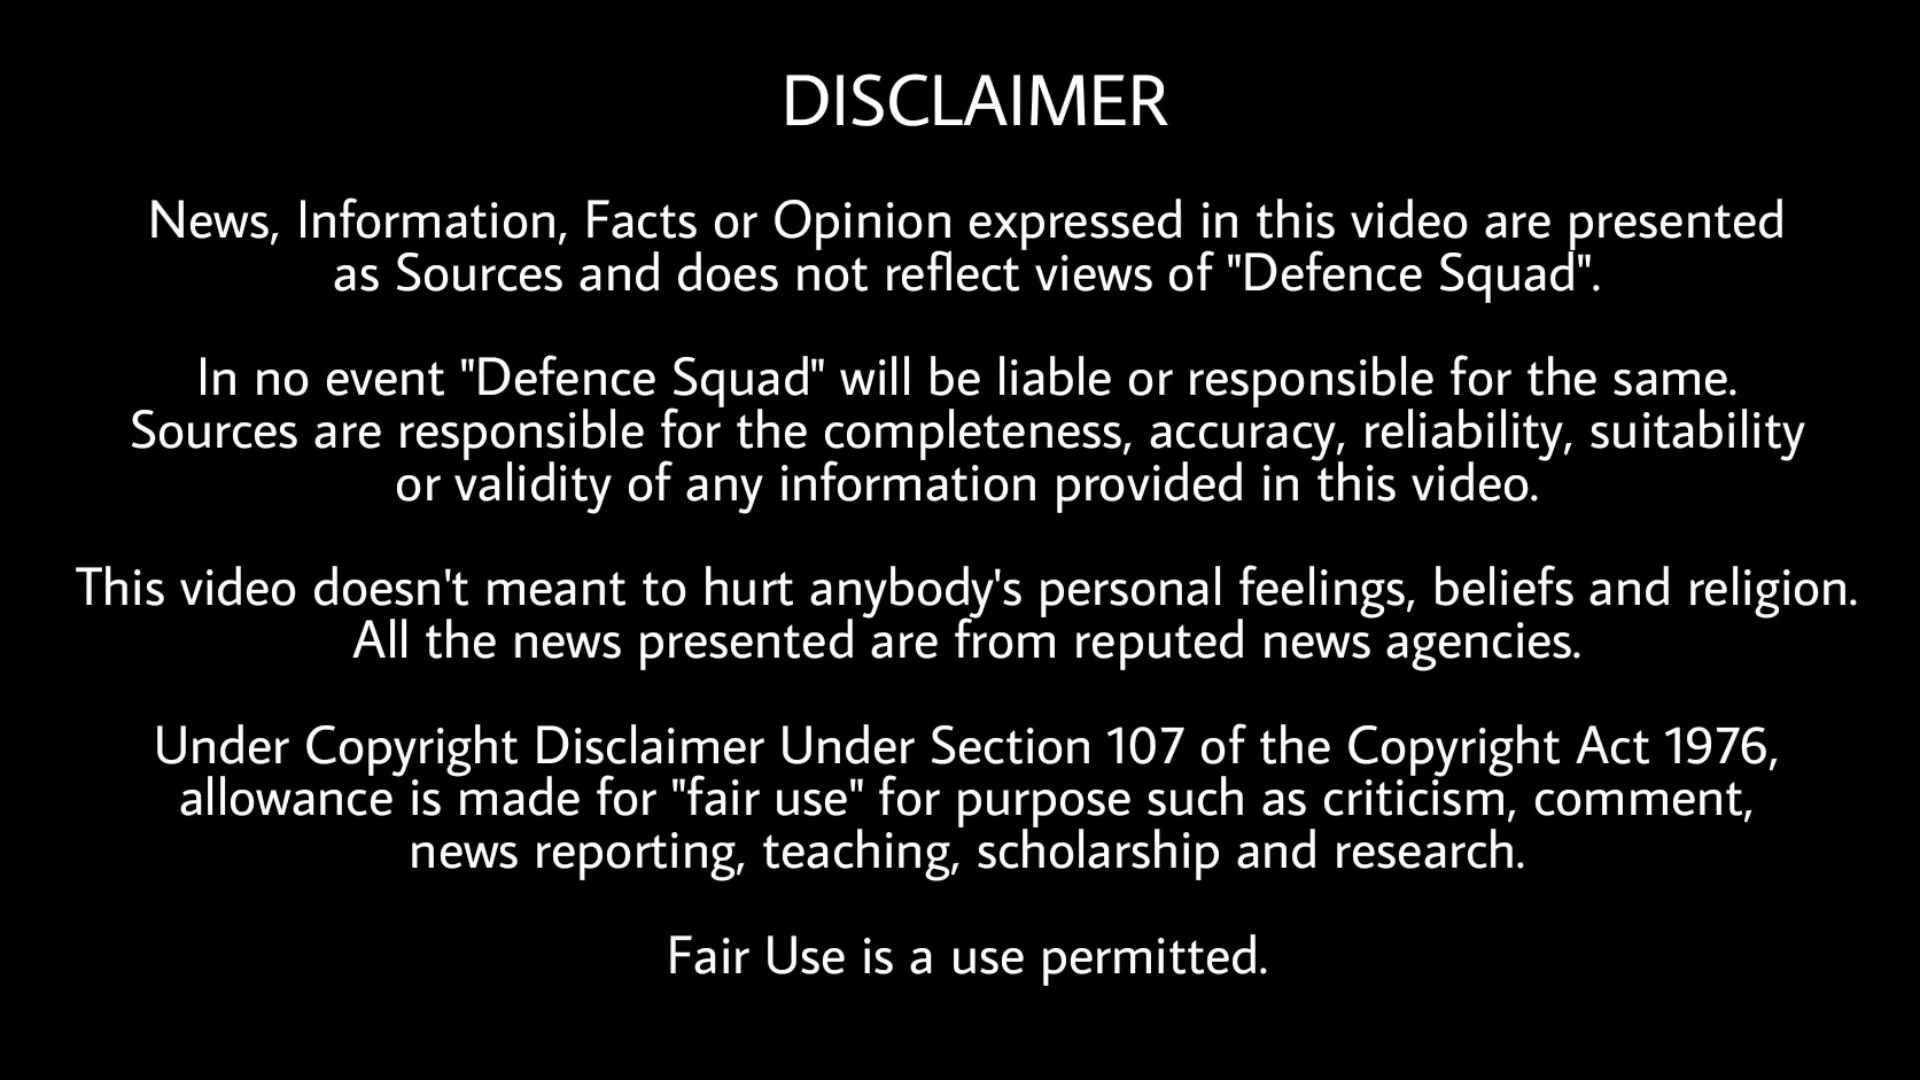 DISCLAIMER
News, Information, Facts or Opinion expressed in this video are presented
as Sources and does not reflect views of "Defence Squad".
In no event "Defence Squad" will be liable or responsible for the same.
Sources are responsible for the completeness, accuracy, reliability, suitability
or validity of any information provided in this video.
This video doesn't meant to hurt anybody's personal feelings, beliefs and religion.
All the news presented are from reputed news agencies.
Under Copyright Disclaimer Under Section 107 of the Copyright Act 1976,
allowance is made for "fair use" for purpose such as criticism, comment,
news reporting, teaching, scholarship and research.
Fair Use is a use permitted.